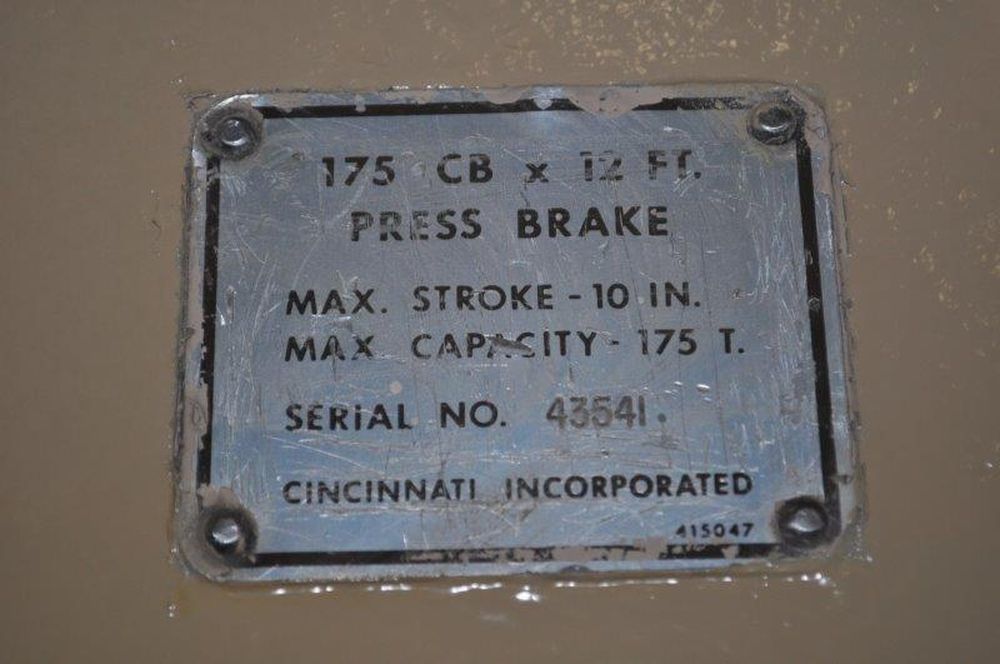 175 CB x 12 FT.
PRESS BRAKE
MAX. STROKE - 10 IN.
MAX CAPACITY - 175 T.
SERIAL NO. 43541.
CINCINNATI INCORPORATED
415047